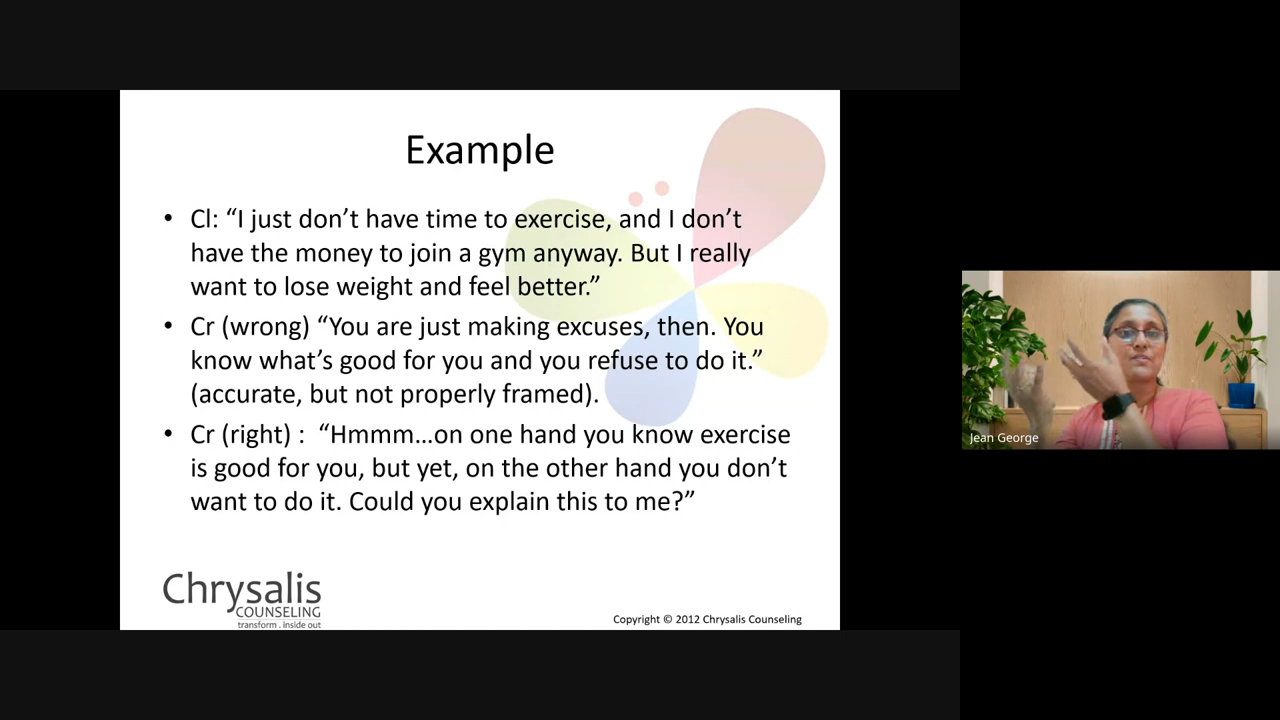 Example
• Cl: “I just don’t have time to exercise, and I don’t
have the money to join a gym anyway. But I really
want to lose weight and feel better.”
• Cr (wrong) “You are just making excuses, then. You
know what’s good for you and you refuse to do it.”
(accurate, but not properly framed).
• Cr (right) :  “Hmmm…on one hand you know exercise
is good for you, but yet, on the other hand you don’t
want to do it. Could you explain this to me?”
Chrysalis
COUNSELING
transform . inside out
Copyright © 2012 Chrysalis Counseling
Jean George